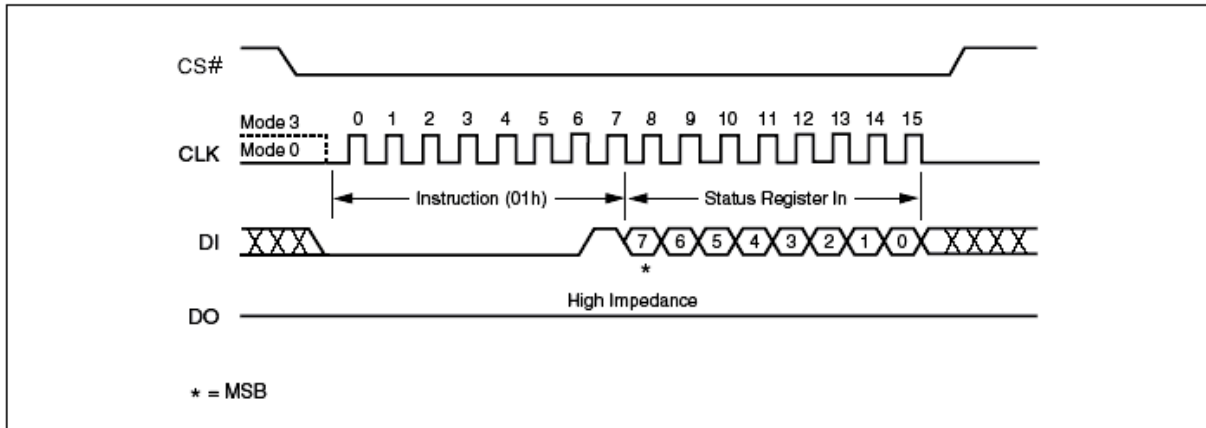 CS#
Mode 3
0 1 2 3 4 5 6 7 8 9 10 11 12 13 14 15
CLK
Mode 0
Instruction (01h)
Status Register In
DI
7 6 5 4 3 2 1 0
*
High Impedance
DO
* = MSB